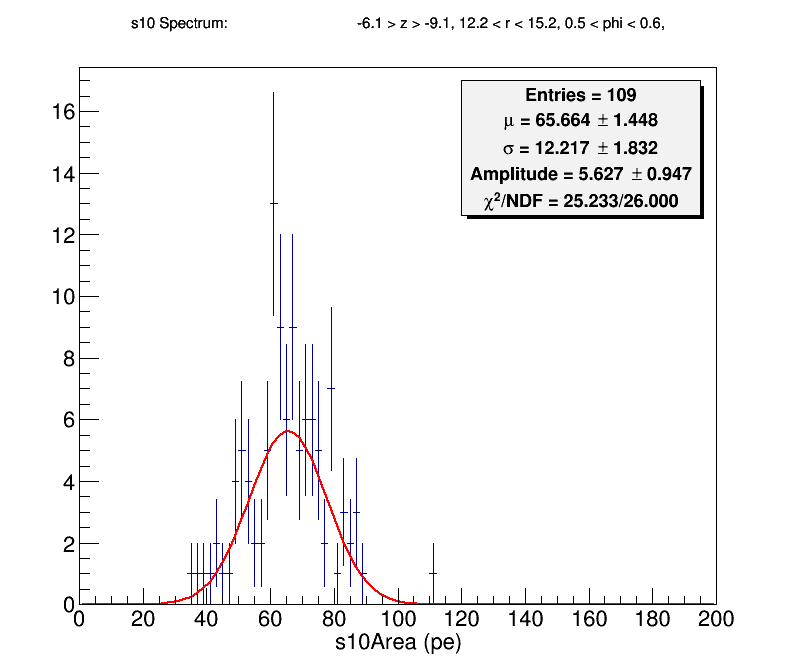 s10 Spectrum: -6.1 > z > -9.1, 12.2 < r < 15.2, 0.5 < phi < 0.6,
Entries = 109
μ = 65.664 ± 1.448
σ = 12.217 ± 1.832
Amplitude = 5.627 ± 0.947
χ²/NDF = 25.233/26.000
16
14
12
10
8
6
4
2
0
0 20 40 60 80 100 120 140 160 180 200
s10Area (pe)